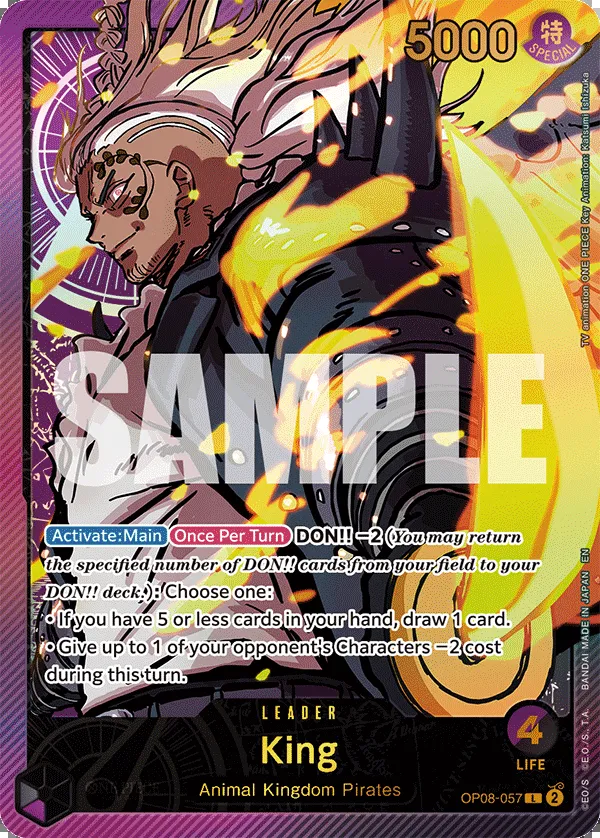 5000
特
SPECIAL
TV animation ONE PIECE Key Animation: Katsumi Ishizuka
SAMPLE
Activate:Main Once Per Turn DON!! −2 (You may return
the specified number of DON!! cards from your field to your
DON!! deck.): Choose one:
• If you have 5 or less cards in your hand, draw 1 card.
• Give up to 1 of your opponent's Characters −2 cost
during this turn.
LEADER
King
Animal Kingdom Pirates
4
LIFE
ONE PIECE
OP08-057 L 2
©E.O/S. ©E.O./S., T.A. BANDAI MADE IN JAPAN EN